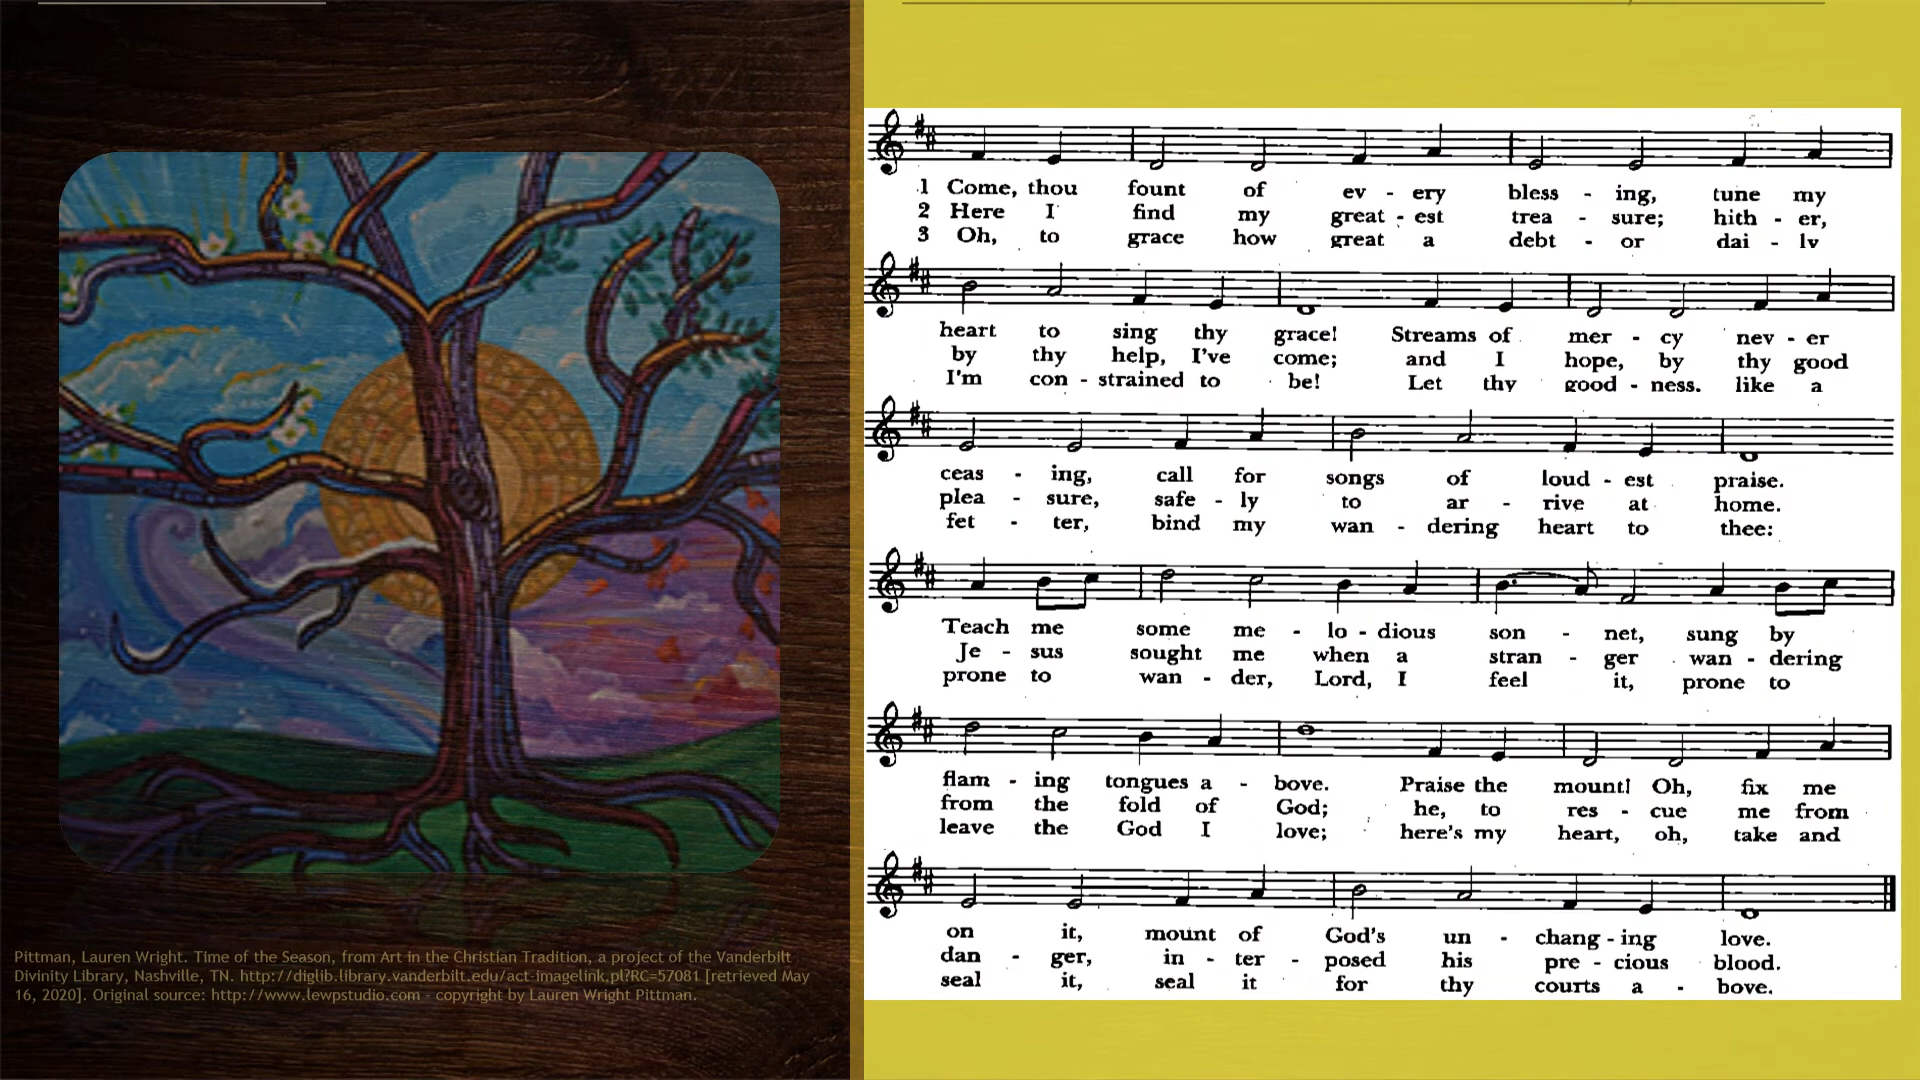 Pittman, Lauren Wright. Time of the Season, from Art in the Christian Tradition, a project of the Vanderbilt
Divinity Library, Nashville, TN. http://diglib.library.vanderbilt.edu/act-imagelink.pl?RC=57081 [retrieved May
16, 2020]. Original source: http://www.lewpstudio.com - copyright by Lauren Wright Pittman.
1 Come, thou fount of ev - ery bless - ing, tune my
2 Here I find my great - est trea - sure; hith - er,
3 Oh, to grace how great a debt - or dai - ly
heart to sing thy grace! Streams of mer - cy nev - er
by thy help, I've come; and I hope, by thy good
I'm con - strained to be! Let thy good - ness. like a
ceas - ing, call for songs of loud - est praise.
plea - sure, safe - ly to ar - rive at home.
fet - ter, bind my wan - dering heart to thee:
Teach me some me - lo - dious son - net, sung by
Je - sus sought me when a stran - ger wan - dering
prone to wan - der, Lord, I feel it, prone to
flam - ing tongues a - bove. Praise the mount! Oh, fix me
from the fold of God; he, to res - cue me from
leave the God I love; here's my heart, oh, take and
on it, mount of God's un - chang - ing love.
dan - ger, in - ter - posed his pre - cious blood.
seal it, seal it for thy courts a - bove.